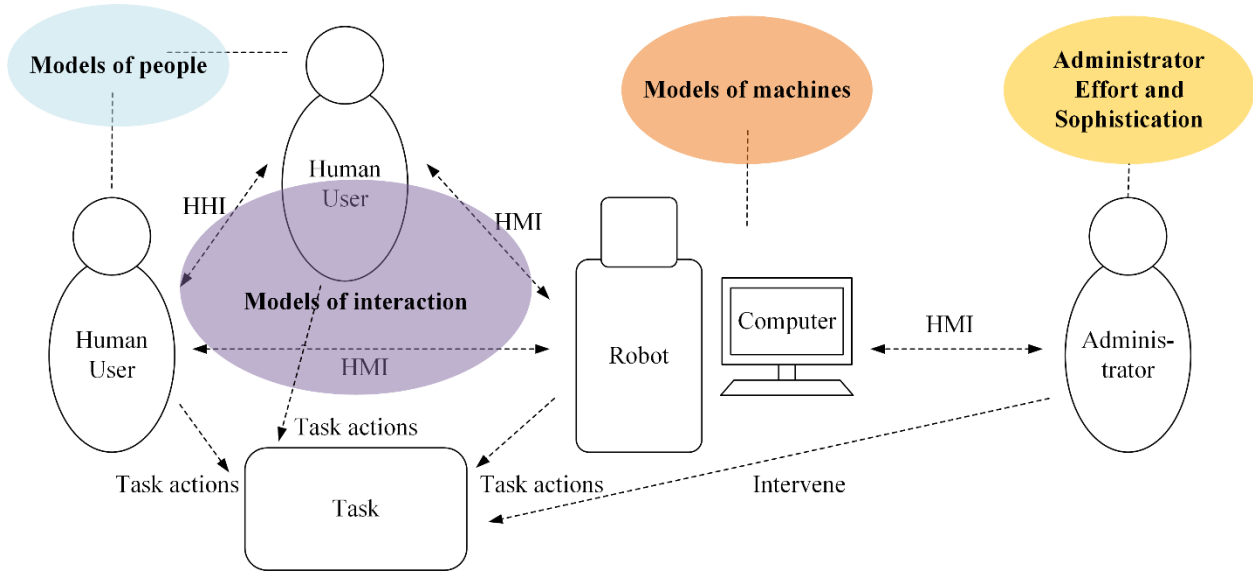 Models of people
Human
User
HHI
HMI
Models of machines
Administrator
Effort and
Sophistication
Models of interaction
Human
User
HMI
Robot
Computer
HMI
Adminis-
trator
Task actions
Task actions
Task actions
Intervene
Task